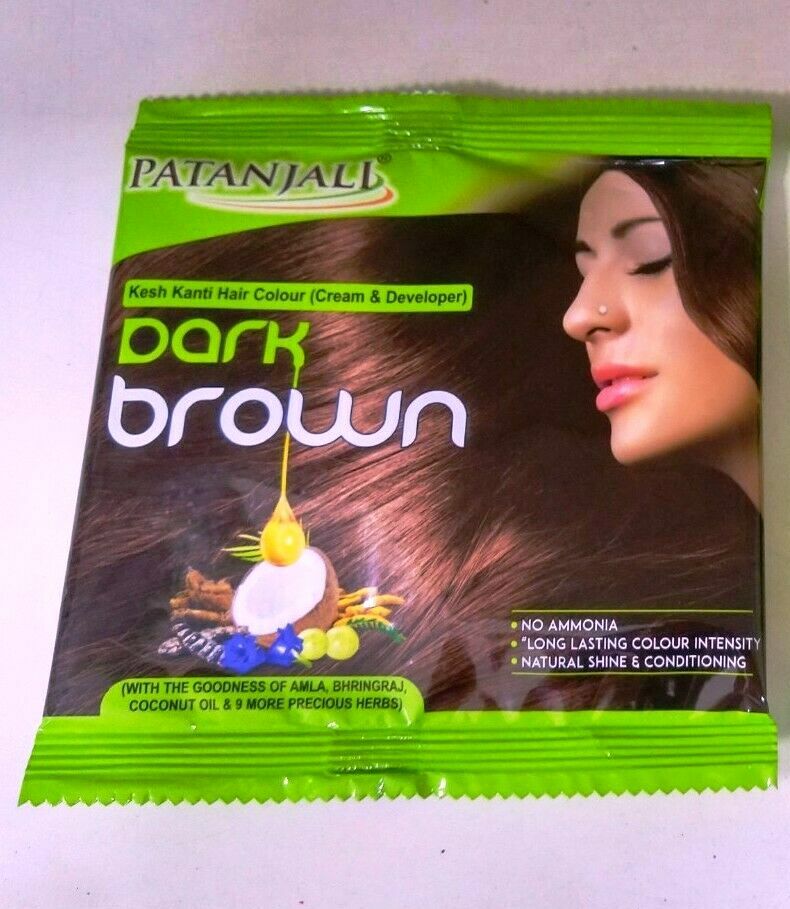 PATANJALI®
Kesh Kanti Hair Colour (Cream & Developer)
Dark
brown
• NO AMMONIA
• #LONG LASTING COLOUR INTENSITY
• NATURAL SHINE & CONDITIONING
(WITH THE GOODNESS OF AMLA, BHRINGRAJ,
COCONUT OIL & 9 MORE PRECIOUS HERBS)